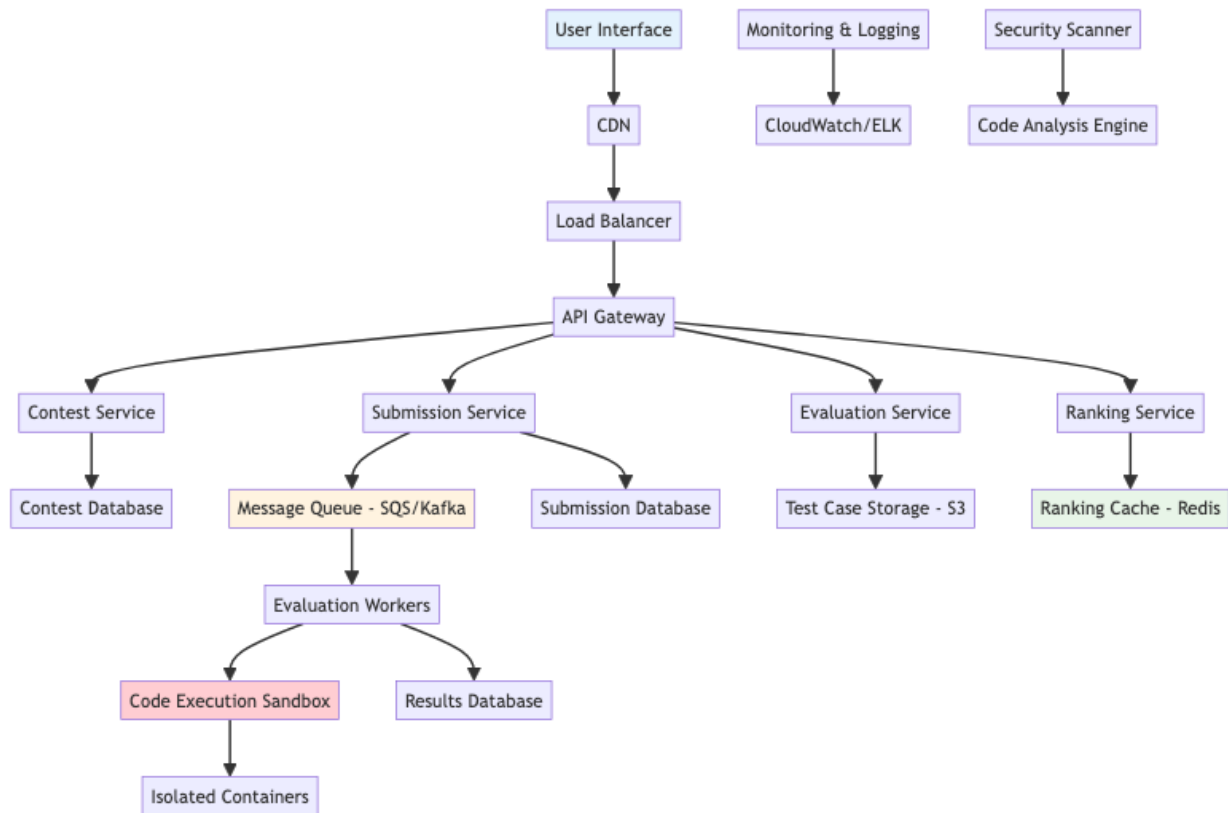 User Interface
Monitoring & Logging
Security Scanner
CDN
CloudWatch/ELK
Code Analysis Engine
Load Balancer
API Gateway
Contest Service
Submission Service
Evaluation Service
Ranking Service
Contest Database
Message Queue - SQS/Kafka
Submission Database
Test Case Storage - S3
Ranking Cache - Redis
Evaluation Workers
Code Execution Sandbox
Results Database
Isolated Containers